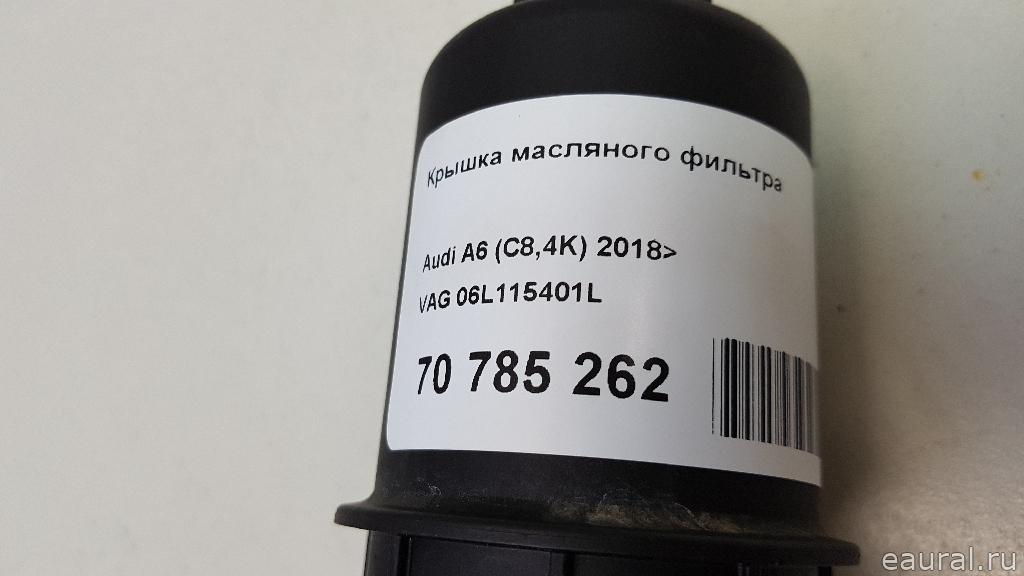 Крышка масляного фильтра
Audi A6 (C8,4K) 2018>
VAG 06L115401L
70 785 262
eaural.ru